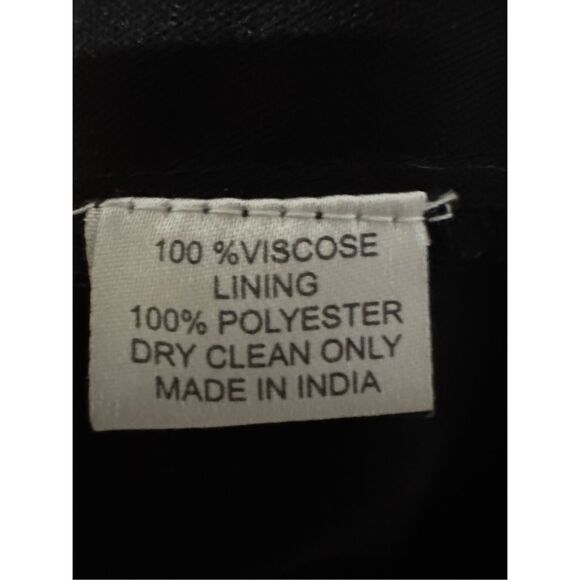 100 %VISCOSE
LINING
100% POLYESTER
DRY CLEAN ONLY
MADE IN INDIA